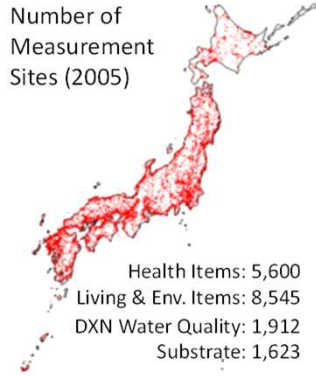 Number of
Measurement
Sites (2005)
Health Items: 5,600
Living & Env. Items: 8,545
DXN Water Quality: 1,912
Substrate: 1,623